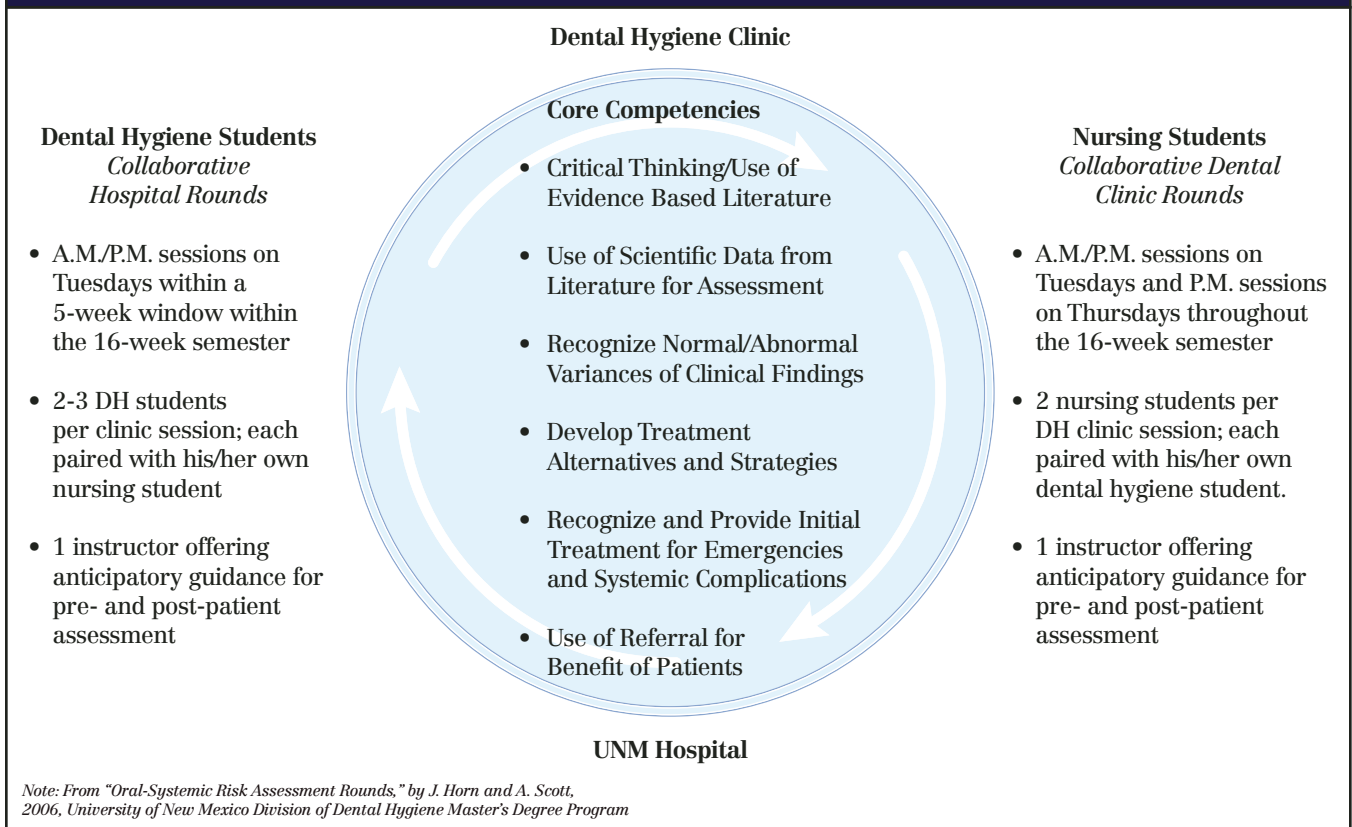 Dental Hygiene Clinic
Dental Hygiene Students
Collaborative
Hospital Rounds
• A.M./P.M. sessions on
Tuesdays within a
5-week window within
the 16-week semester
• 2-3 DH students
per clinic session; each
paired with his/her own
nursing student
• 1 instructor offering
anticipatory guidance for
pre- and post-patient
assessment
Core Competencies
• Critical Thinking/Use of
Evidence Based Literature
• Use of Scientific Data from
Literature for Assessment
• Recognize Normal/Abnormal
Variances of Clinical Findings
• Develop Treatment
Alternatives and Strategies
• Recognize and Provide Initial
Treatment for Emergencies
and Systemic Complications
• Use of Referral for
Benefit of Patients
Nursing Students
Collaborative Dental
Clinic Rounds
• A.M./P.M. sessions on
Tuesdays and P.M. sessions
on Thursdays throughout
the 16-week semester
• 2 nursing students per
DH clinic session; each
paired with his/her own
dental hygiene student.
• 1 instructor offering
anticipatory guidance for
pre- and post-patient
assessment
UNM Hospital
Note: From “Oral-Systemic Risk Assessment Rounds,” by J. Horn and A. Scott,
2006, University of New Mexico Division of Dental Hygiene Master’s Degree Program